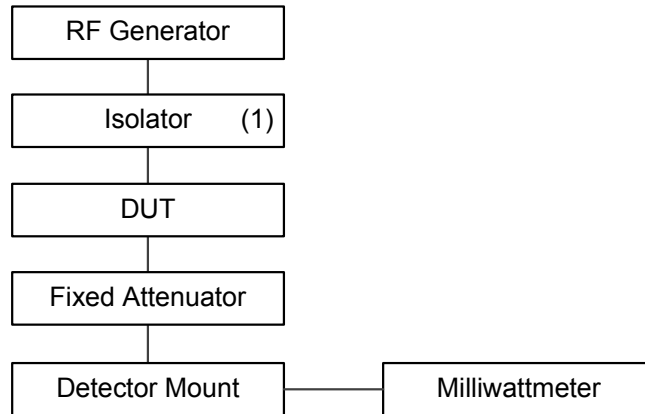 RF Generator
Isolator (1)
DUT
Fixed Attenuator
Detector Mount Milliwattmeter